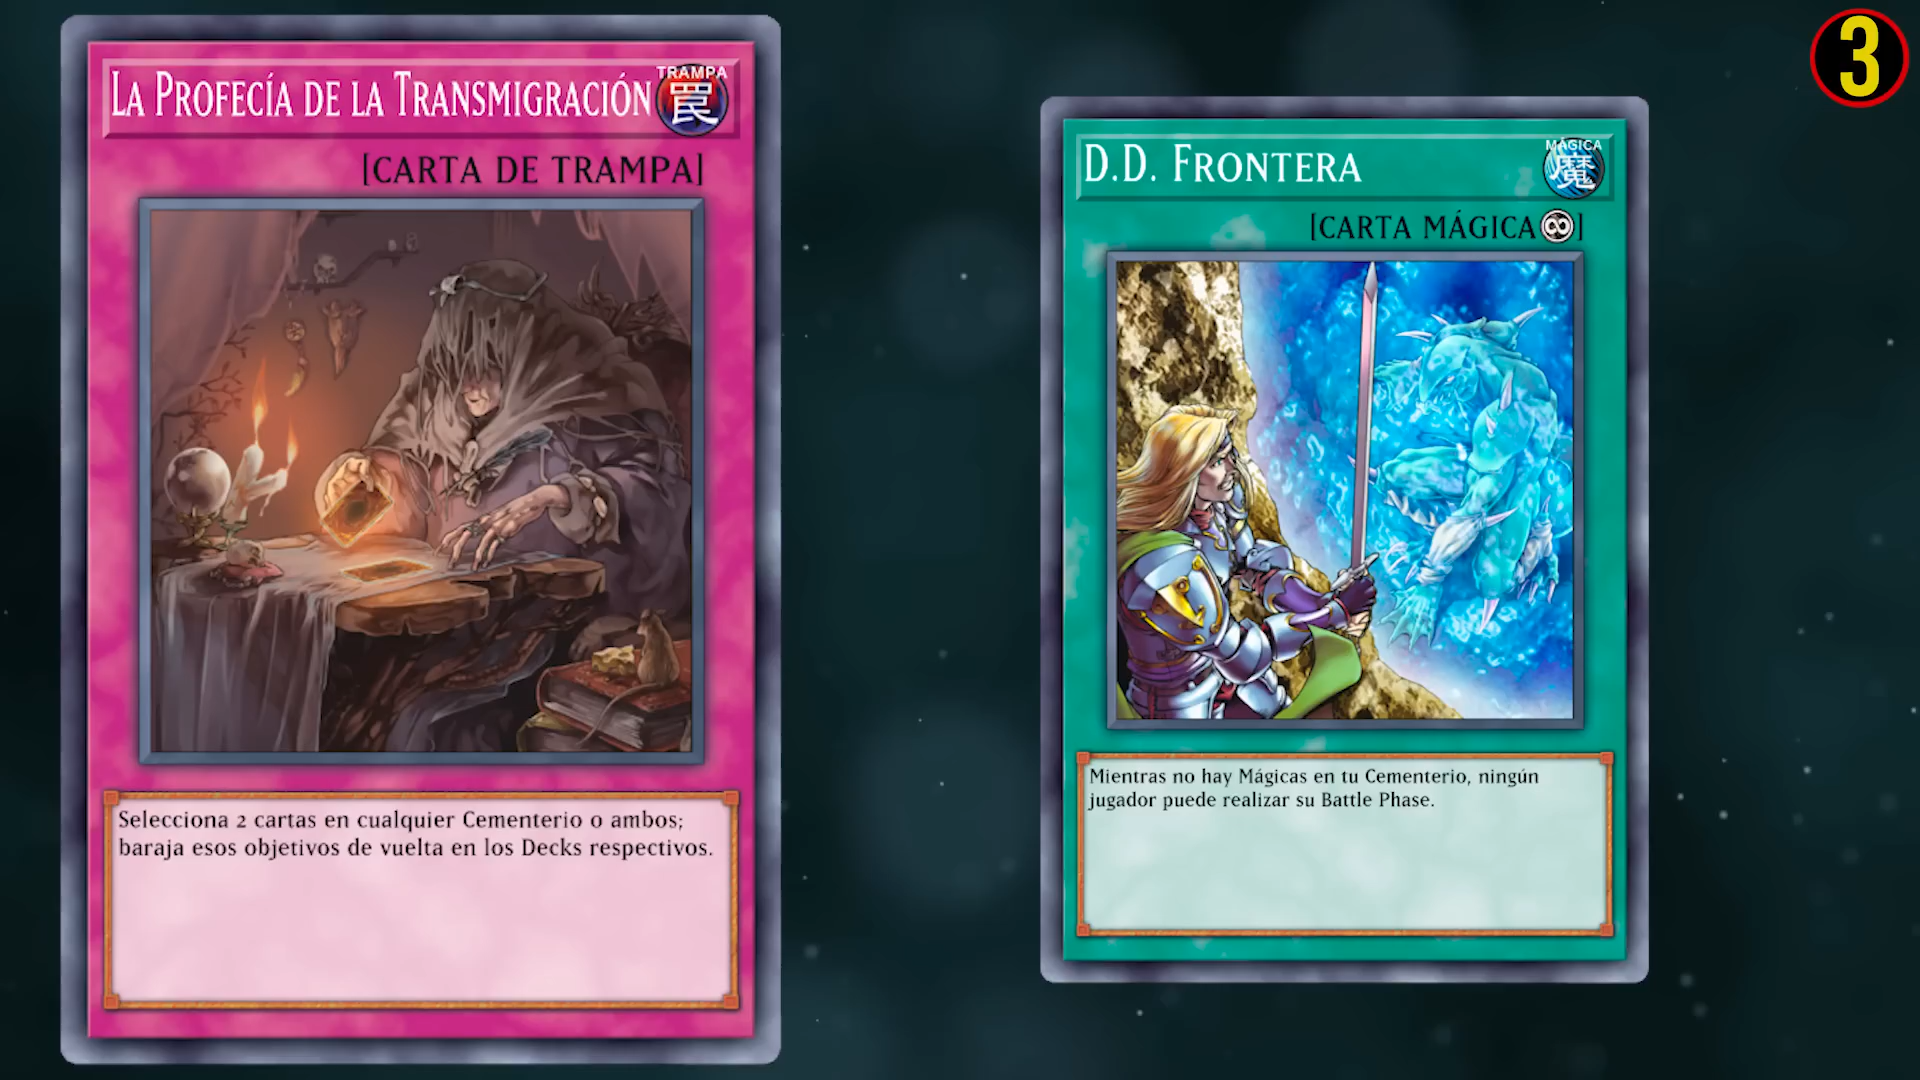 LA PROFECÍA DE LA TRANSMIGRACIÓN
TRAMPA
罠
[CARTA DE TRAMPA]
Selecciona 2 cartas en cualquier Cementerio o ambos;
baraja esos objetivos de vuelta en los Decks respectivos.
D.D. FRONTERA
MÁGICA
魔
[CARTA MÁGICA∞]
Mientras no hay Mágicas en tu Cementerio, ningún
jugador puede realizar su Battle Phase.
3